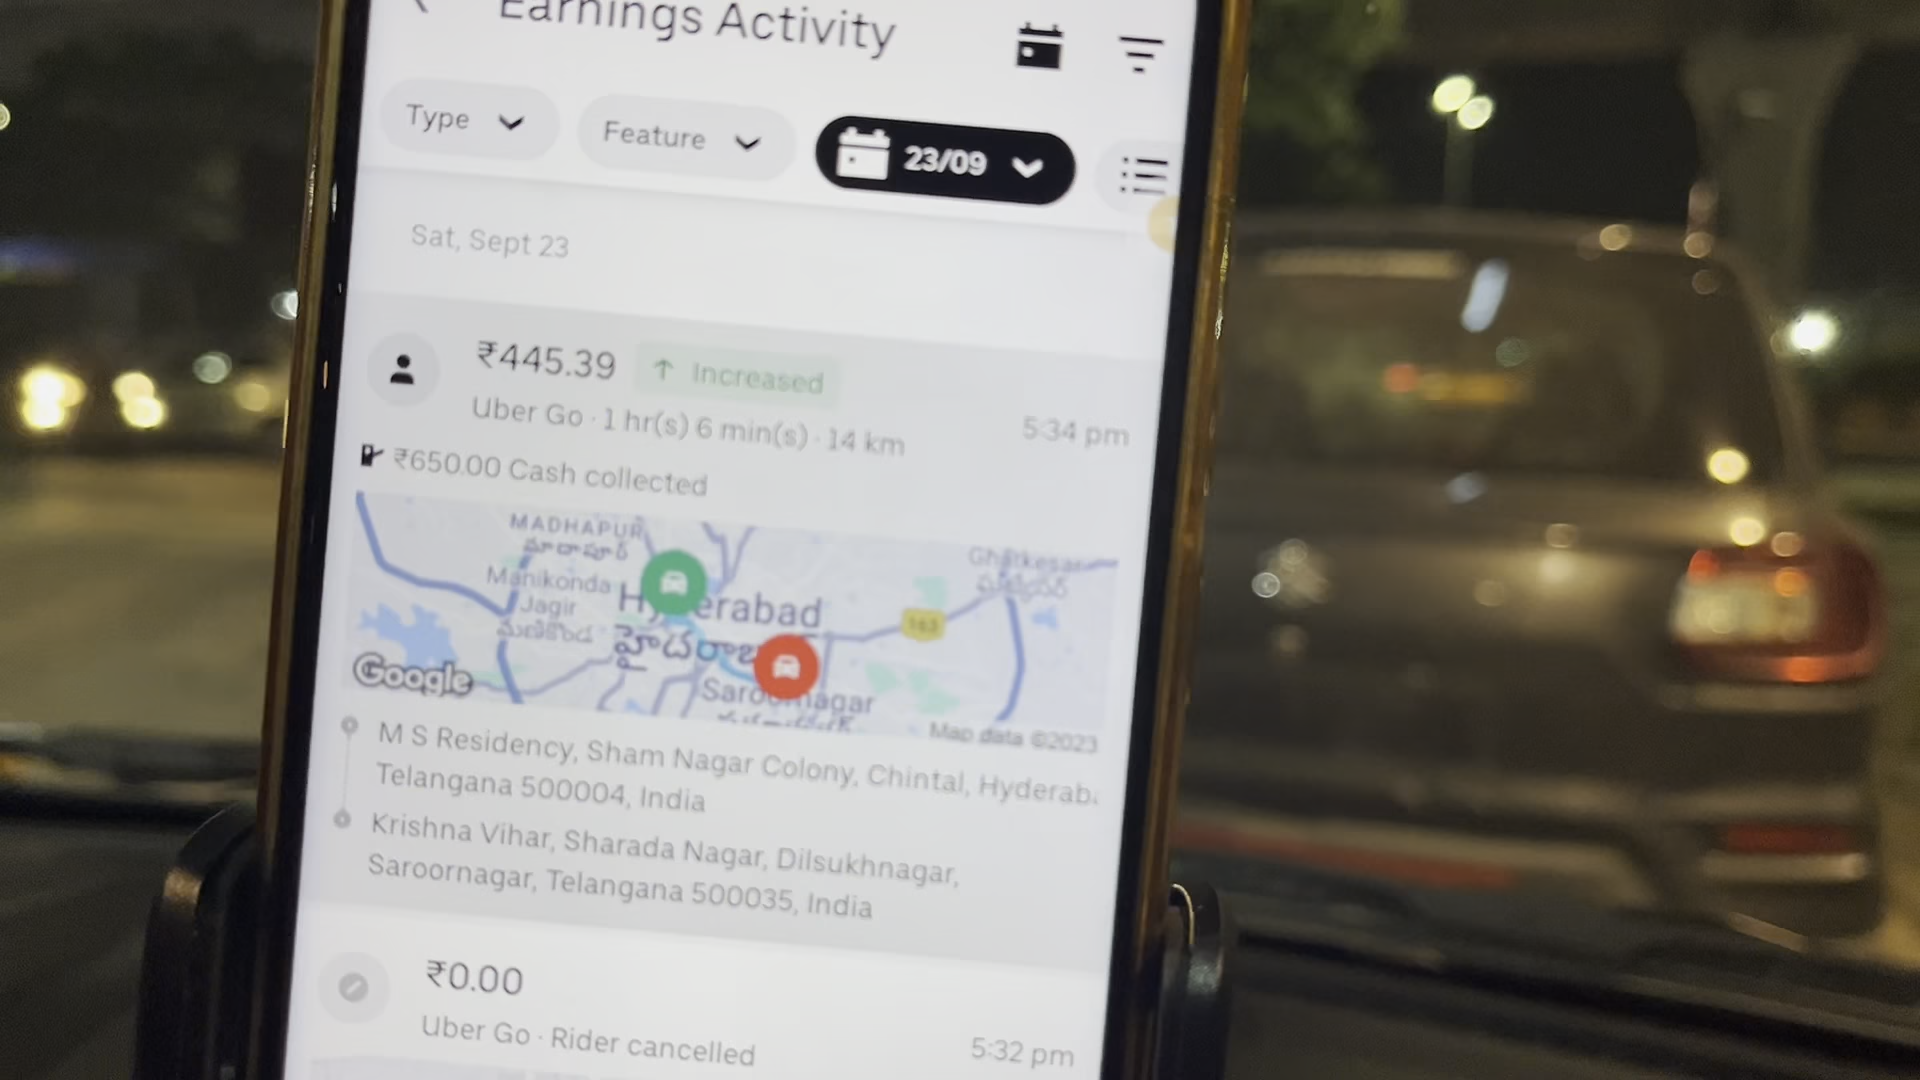 Earnings Activity
Type
Feature
23/09
Sat, Sept 23
₹445.39
↑ Increased
Uber Go · 1 hr(s) 6 min(s) · 14 km
5:34 pm
₹650.00 Cash collected
MADHAPUR
మాదాపూర్
Ghatkesar
Manikonda
Jagir
Hyderabad
163
హైదరాబా
Google
Saroornagar
Map data ©2023
M S Residency, Sham Nagar Colony, Chintal, Hyderaba
Telangana 500004, India
Krishna Vihar, Sharada Nagar, Dilsukhnagar,
Saroornagar, Telangana 500035, India
₹0.00
Uber Go · Rider cancelled
5:32 pm